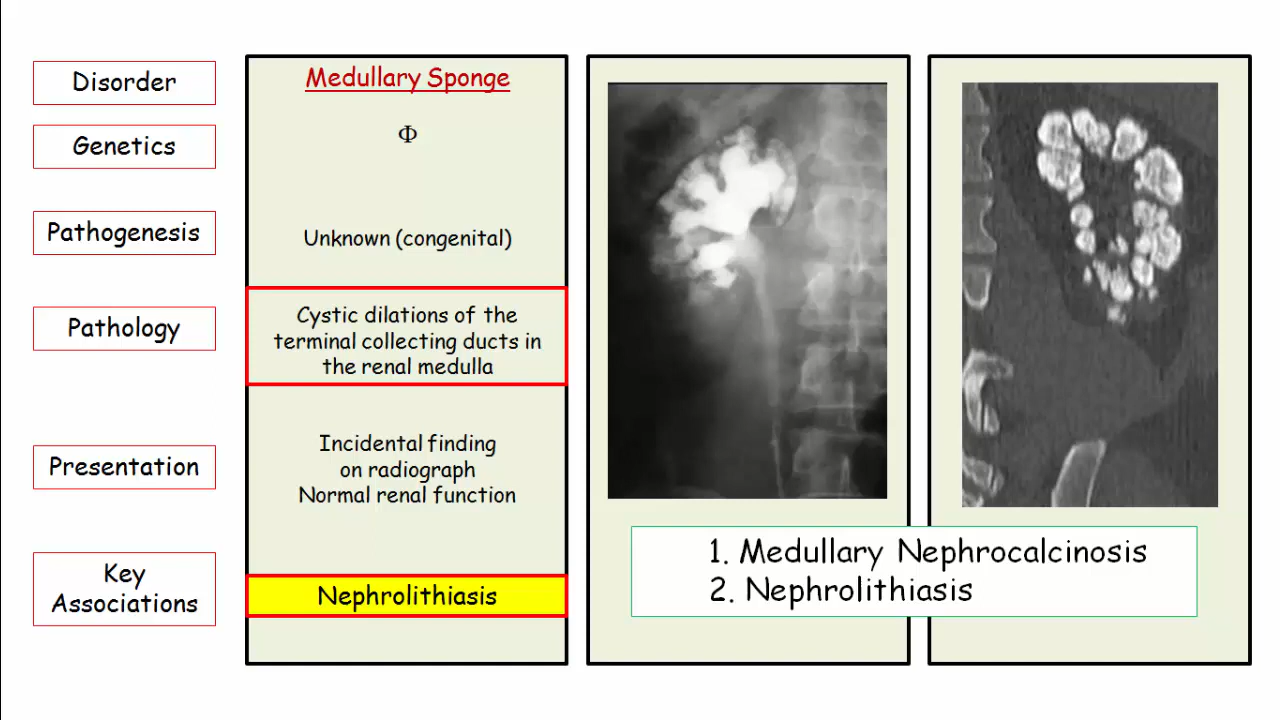 Disorder
Medullary Sponge
Genetics
Φ
Pathogenesis
Unknown (congenital)
Pathology
Cystic dilations of the
terminal collecting ducts in
the renal medulla
Presentation
Incidental finding
on radiograph
Normal renal function
Key
Associations
Nephrolithiasis
1. Medullary Nephrocalcinosis
2. Nephrolithiasis